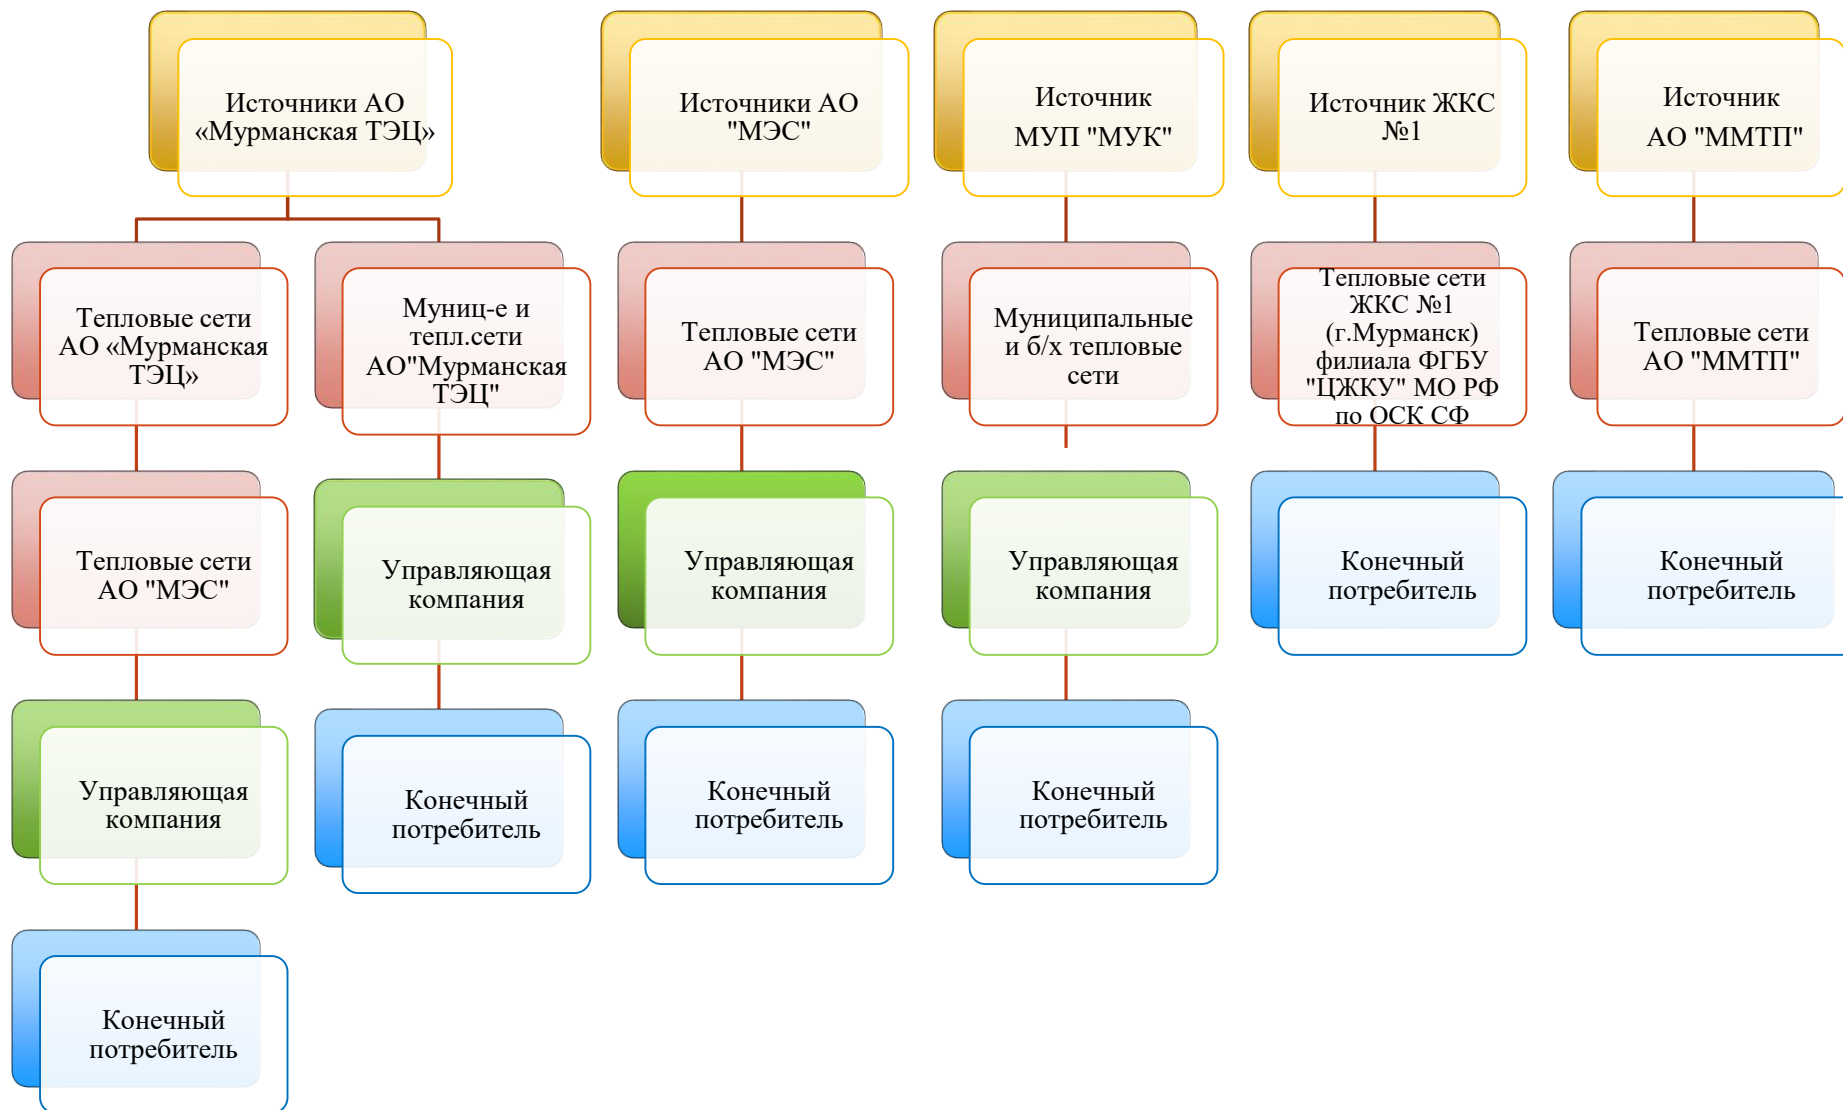 Источники АО
«Мурманская ТЭЦ»
Источники АО
"МЭС"
Источник
МУП "МУК"
Источник ЖКС
№1
Источник
АО "ММТП"
Тепловые сети
АО «Мурманская
ТЭЦ»
Муниц-е и
тепл.сети
АО"Мурманская
ТЭЦ"
Тепловые сети
АО "МЭС"
Муниципальные
и б/х тепловые
сети
Тепловые сети
ЖКС №1
(г.Мурманск)
филиала ФГБУ
"ЦЖКУ" МО РФ
по ОСК СФ
Тепловые сети
АО "ММТП"
Тепловые сети
АО "МЭС"
Управляющая
компания
Управляющая
компания
Управляющая
компания
Конечный
потребитель
Конечный
потребитель
Управляющая
компания
Конечный
потребитель
Конечный
потребитель
Конечный
потребитель
Конечный
потребитель